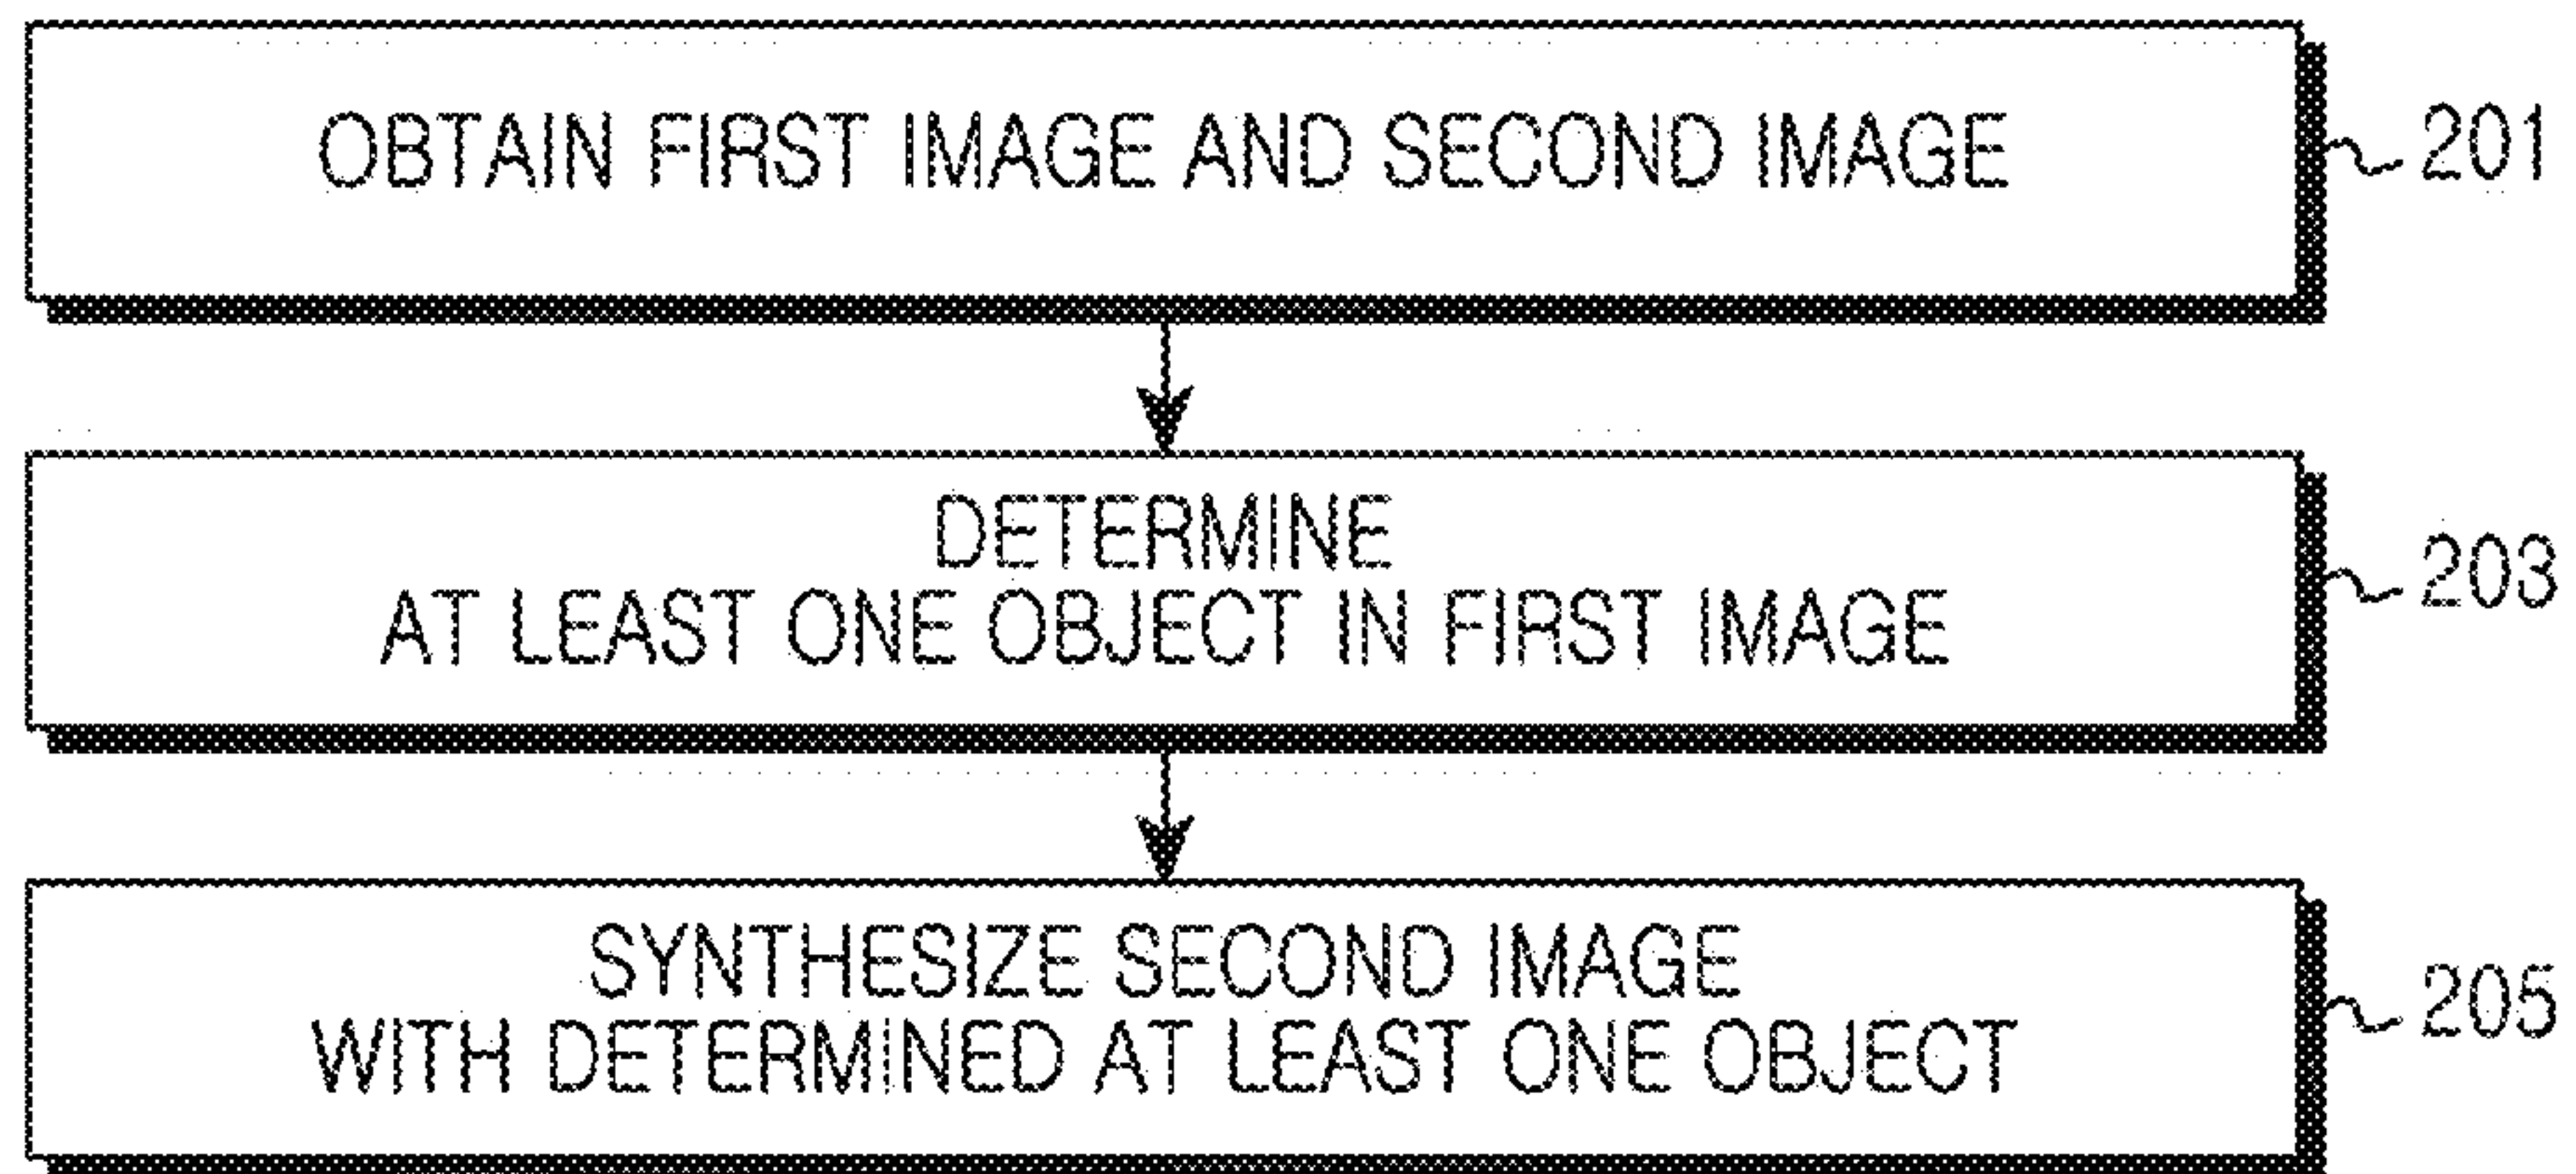 OBTAIN FIRST IMAGE AND SECOND IMAGE
201
DETERMINE
AT LEAST ONE OBJECT IN FIRST IMAGE
203
SYNTHESIZE SECOND IMAGE
WITH DETERMINED AT LEAST ONE OBJECT
205